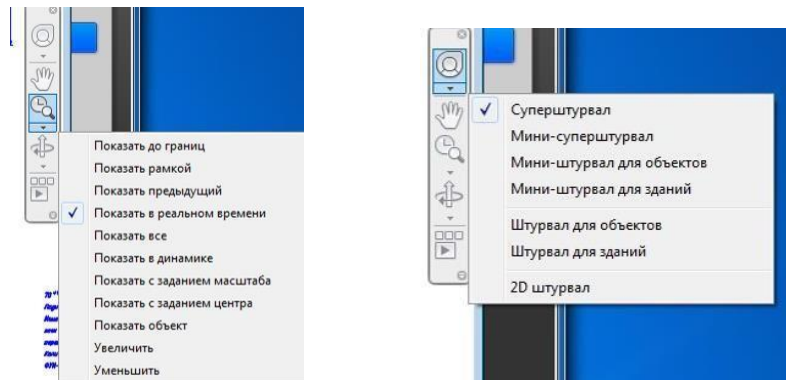 Показать до границ
Показать рамкой
Показать предыдущий
Показать в реальном времени
Показать все
Показать в динамике
Показать с заданием масштаба
Показать с заданием центра
Показать объект
Увеличить
Уменьшить
Суперштурвал
Мини-суперштурвал
Мини-штурвал для объектов
Мини-штурвал для зданий
Штурвал для объектов
Штурвал для зданий
2D штурвал